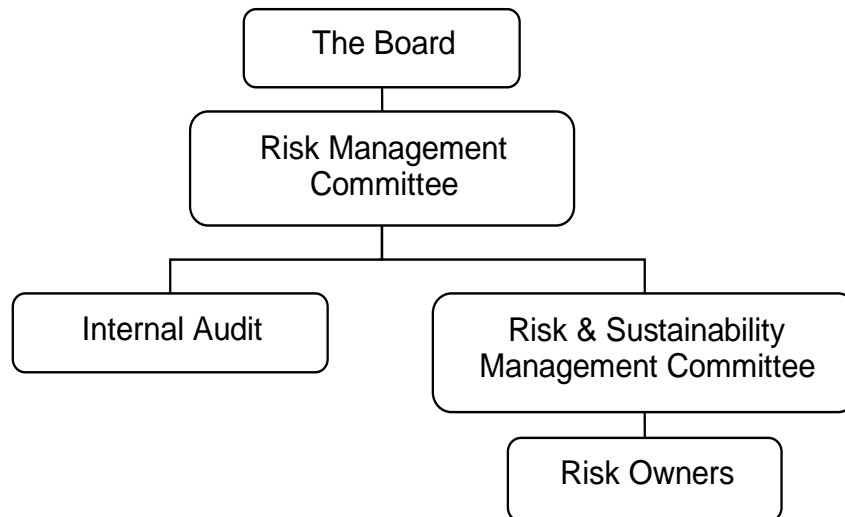 The Board
Risk Management
Committee
Internal Audit
Risk & Sustainability
Management Committee
Risk Owners